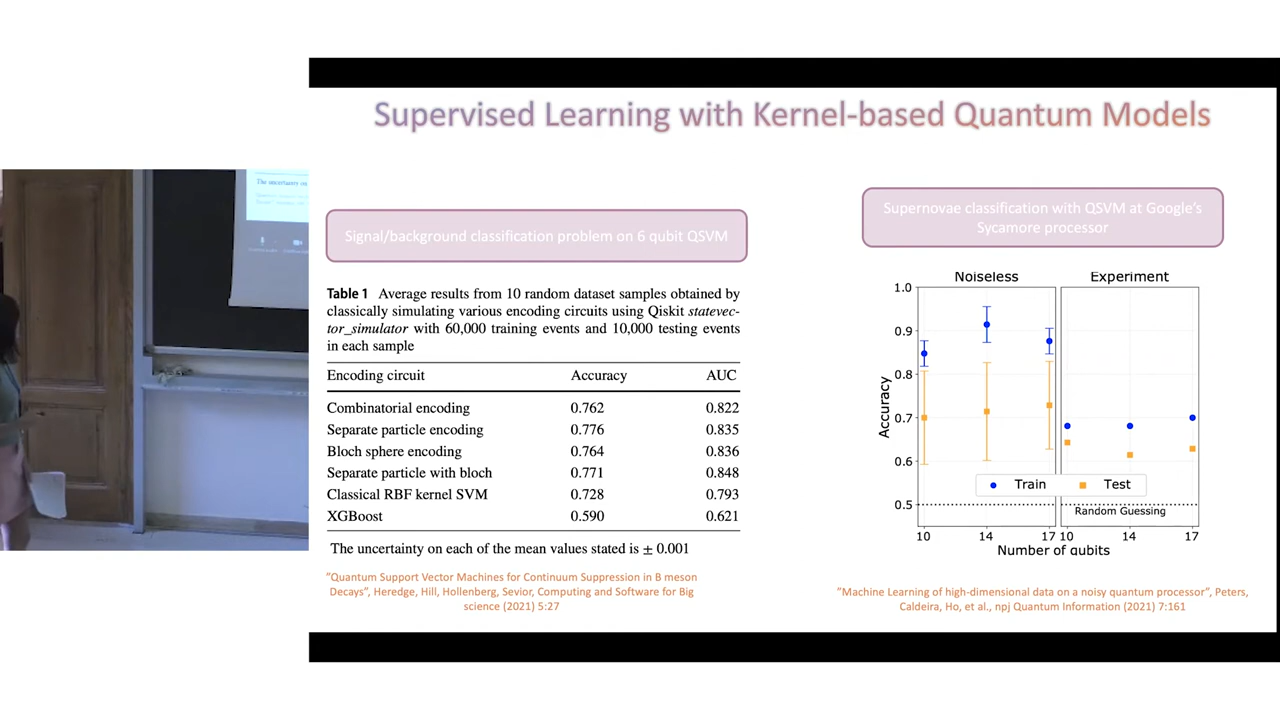 Supervised Learning with Kernel-based Quantum Models
The uncertainty on
Signal/background classification problem on 6 qubit QSVM
Table 1 Average results from 10 random dataset samples obtained by
classically simulating various encoding circuits using Qiskit statevec-
tor_simulator with 60,000 training events and 10,000 testing events
in each sample
Encoding circuit Accuracy AUC
Combinatorial encoding 0.762 0.822
Separate particle encoding 0.776 0.835
Bloch sphere encoding 0.764 0.836
Separate particle with bloch 0.771 0.848
Classical RBF kernel SVM 0.728 0.793
XGBoost 0.590 0.621
The uncertainty on each of the mean values stated is ± 0.001
"Quantum Support Vector Machines for Continuum Suppression in B meson
Decays", Heredge, Hill, Hollenberg, Sevior, Computing and Software for Big
science (2021) 5:27
Supernovae classification with QSVM at Google's
Sycamore processor
Noiseless Experiment
1.0
0.9
0.8
0.7
0.6
0.5
Accuracy
Train Test
Random Guessing
10 14 17 10 14 17
Number of qubits
"Machine Learning of high-dimensional data on a noisy quantum processor", Peters,
Caldeira, Ho, et al., npj Quantum Information (2021) 7:161